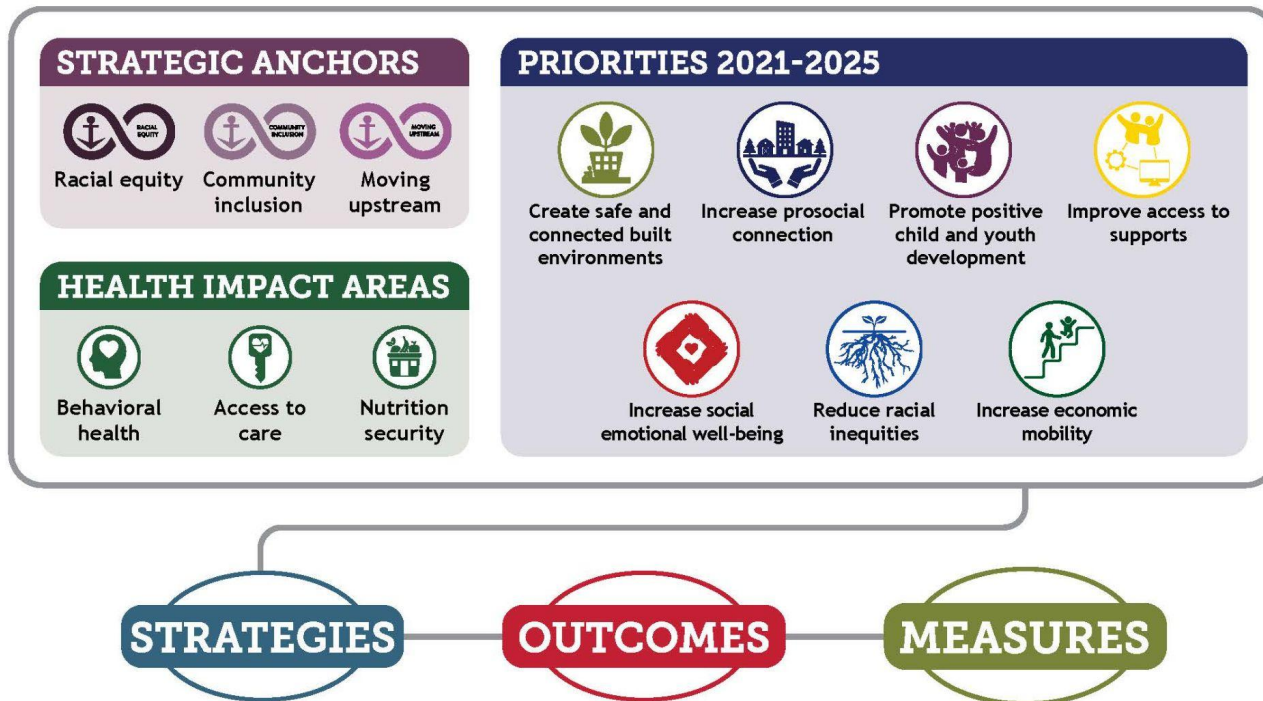 STRATEGIC ANCHORS
RACIAL
EQUITY
COMMUNITY
INCLUSION
MOVING
UPSTREAM
Racial equity
Community
inclusion
Moving
upstream
HEALTH IMPACT AREAS
Behavioral
health
Access to
care
Nutrition
security
PRIORITIES 2021-2025
Create safe and
connected built
environments
Increase prosocial
connection
Promote positive
child and youth
development
Improve access to
supports
Increase social
emotional well-being
Reduce racial
inequities
Increase economic
mobility
STRATEGIES
OUTCOMES
MEASURES